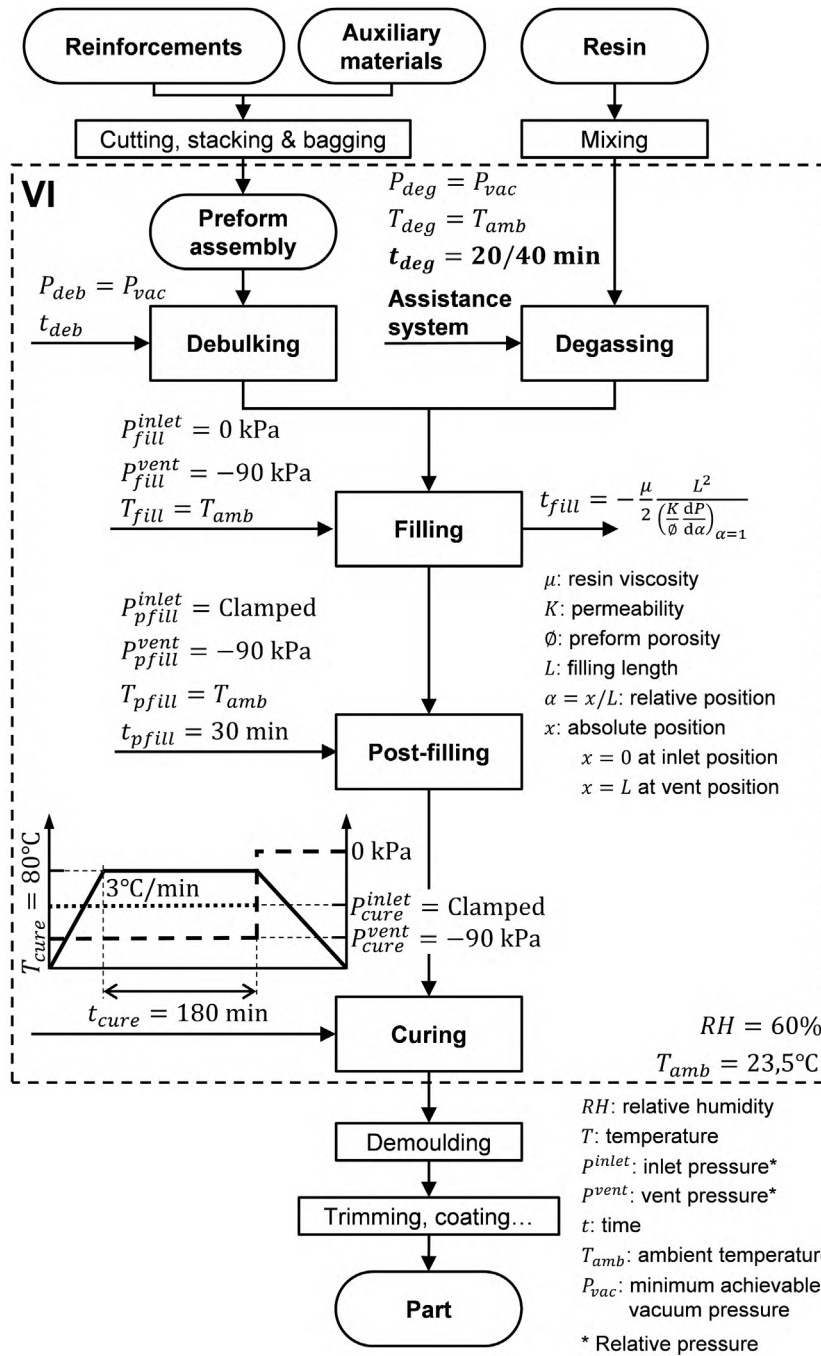 Reinforcements
Auxiliary
materials
Resin
Cutting, stacking & bagging
Mixing
VI
Preform
assembly
P_deg = P_vac
T_deg = T_amb
t_deg = 20/40 min
P_deb = P_vac
t_deb
Debulking
Assistance
system
Degassing
P_fill^inlet = 0 kPa
P_fill^vent = −90 kPa
T_fill = T_amb
Filling
t_fill = − μ/2 L²/(K/∅ dP/dα)_α=1
μ: resin viscosity
K: permeability
∅: preform porosity
L: filling length
α = x/L: relative position
x: absolute position
x = 0 at inlet position
x = L at vent position
P_pfill^inlet = Clamped
P_pfill^vent = −90 kPa
T_pfill = T_amb
t_pfill = 30 min
Post-filling
T_cure = 80°C
3°C/min
0 kPa
P_cure^inlet = Clamped
P_cure^vent = −90 kPa
t_cure = 180 min
Curing
RH = 60%
T_amb = 23,5°C
Demoulding
Trimming, coating…
Part
RH: relative humidity
T: temperature
P^inlet: inlet pressure*
P^vent: vent pressure*
t: time
T_amb: ambient temperature
P_vac: minimum achievable
vacuum pressure
* Relative pressure